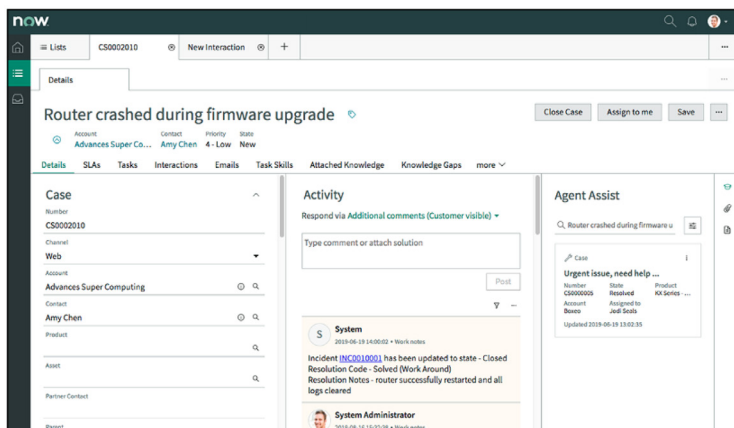 now
Lists CS0002010 New Interaction
Details
Router crashed during firmware upgrade
Close Case Assign to me Save
Account Contact Priority State
Advances Super Co... Amy Chen 4 - Low New
Details SLAs Tasks Interactions Emails Task Skills Attached Knowledge Knowledge Gaps more
Case
Number
CS0002010
Channel
Web
Account
Advances Super Computing
Contact
Amy Chen
Product
Asset
Partner Contact
Parent
Activity
Respond via Additional comments (Customer visible)
Type comment or attach solution
Post
S System
2019-06-19 14:00:02 • Work notes
Incident INC0010001 has been updated to state - Closed
Resolution Code - Solved (Work Around)
Resolution Notes - router successfully restarted and all
logs cleared
System Administrator
Agent Assist
Router crashed during firmware u
Case
Urgent issue, need help ...
Number State Product
CS0000005 Resolved KX Series - ...
Account Assigned to
Boxeo Jodi Seals
Updated 2019-06-19 13:02:35